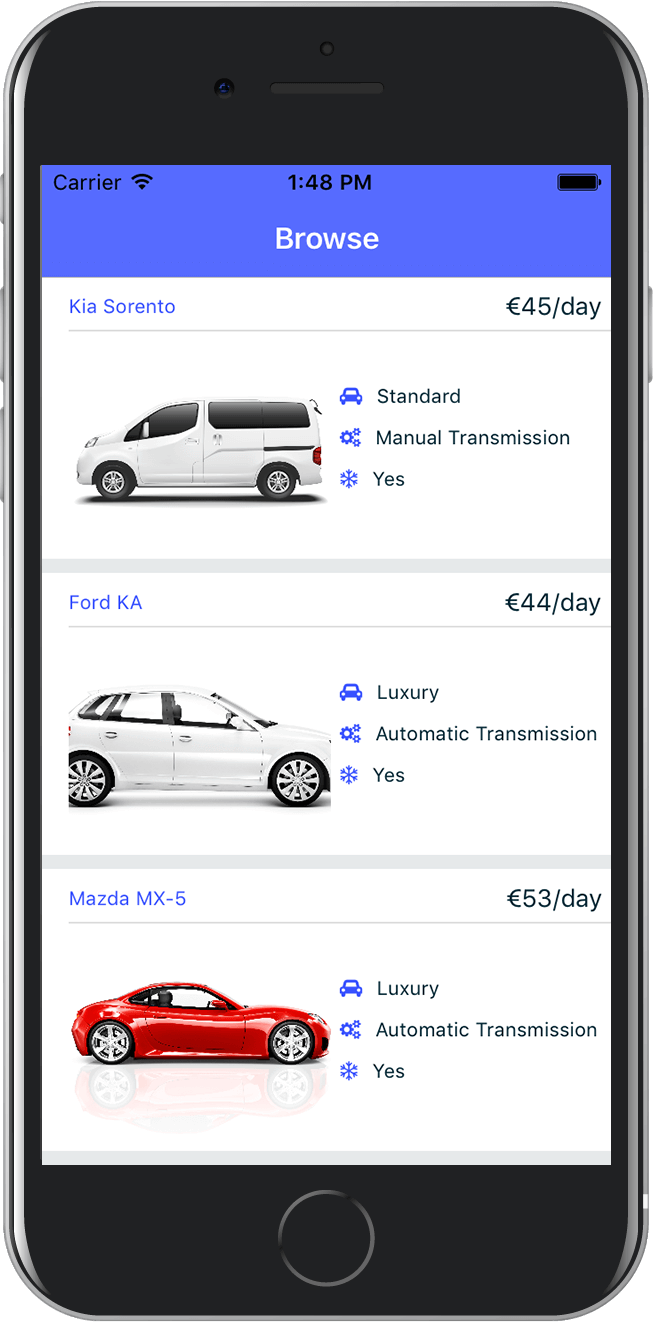 Carrier 1:48 PM
Browse
Kia Sorento €45/day
Standard
Manual Transmission
Yes
Ford KA €44/day
Luxury
Automatic Transmission
Yes
Mazda MX-5 €53/day
Luxury
Automatic Transmission
Yes